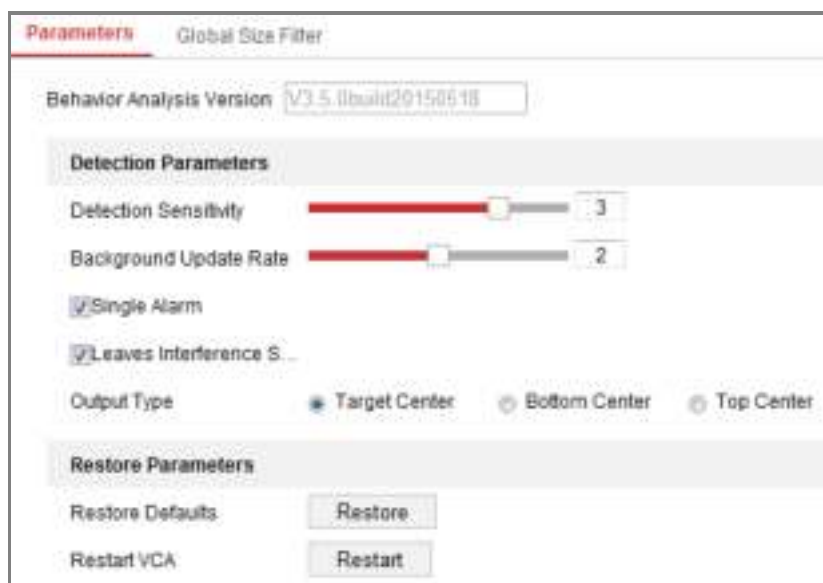 Parameters Global Size Filter
Behavior Analysis Version V3.5.0build20150518
Detection Parameters
Detection Sensitivity 3
Background Update Rate 2
Single Alarm
Leaves Interference S...
Output Type Target Center Bottom Center Top Center
Restore Parameters
Restore Defaults Restore
Restart VCA Restart